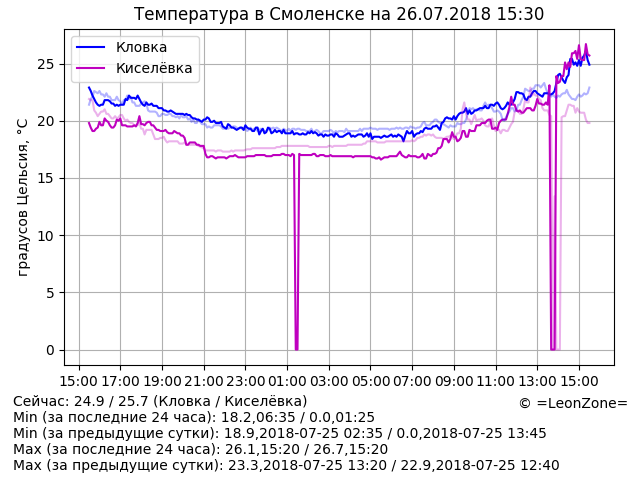 Температура в Смоленске на 26.07.2018 15:30
Кловка
Киселёвка
градусов Цельсия, °C
25
20
15
10
5
0
15:00 17:00 19:00 21:00 23:00 01:00 03:00 05:00 07:00 09:00 11:00 13:00 15:00
© =LeonZone=
Сейчас: 24.9 / 25.7 (Кловка / Киселёвка)
Min (за последние 24 часа): 18.2,06:35 / 0.0,01:25
Min (за предыдущие сутки): 18.9,2018-07-25 02:35 / 0.0,2018-07-25 13:45
Max (за последние 24 часа): 26.1,15:20 / 26.7,15:20
Max (за предыдущие сутки): 23.3,2018-07-25 13:20 / 22.9,2018-07-25 12:40